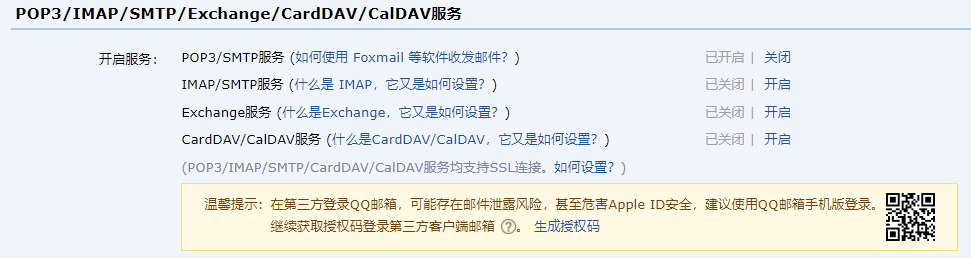 POP3/IMAP/SMTP/Exchange/CardDAV/CalDAV服务
开启服务： POP3/SMTP服务 (如何使用 Foxmail 等软件收发邮件？) 已开启 | 关闭
IMAP/SMTP服务 (什么是 IMAP，它又是如何设置？) 已关闭 | 开启
Exchange服务 (什么是Exchange，它又是如何设置？) 已关闭 | 开启
CardDAV/CalDAV服务 (什么是CardDAV/CalDAV，它又是如何设置？) 已关闭 | 开启
(POP3/IMAP/SMTP/CardDAV/CalDAV服务均支持SSL连接。如何设置？)
温馨提示：在第三方登录QQ邮箱，可能存在邮件泄露风险，甚至危害Apple ID安全，建议使用QQ邮箱手机版登录。
继续获取授权码登录第三方客户端邮箱 ?。 生成授权码